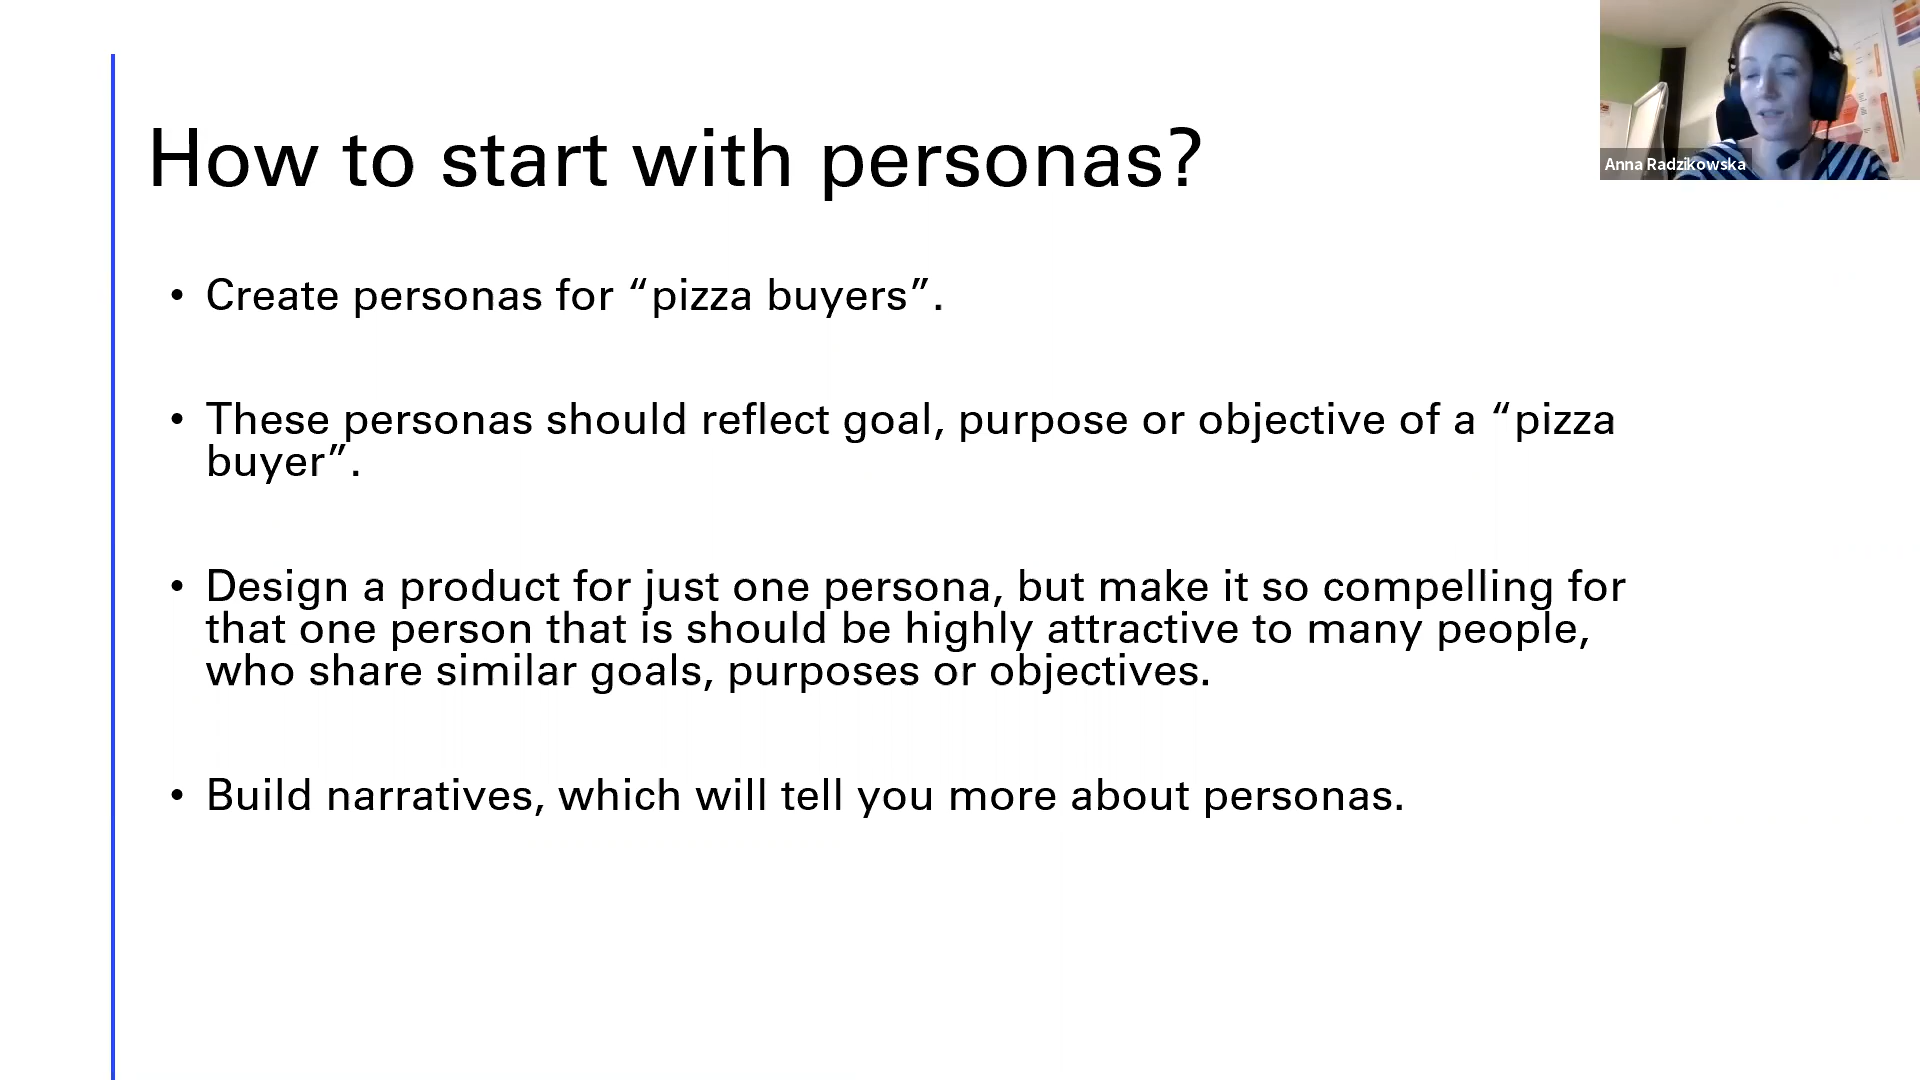 How to start with personas?
• Create personas for “pizza buyers”.
• These personas should reflect goal, purpose or objective of a “pizza
buyer”.
• Design a product for just one persona, but make it so compelling for
that one person that is should be highly attractive to many people,
who share similar goals, purposes or objectives.
• Build narratives, which will tell you more about personas.
Anna Radzikowska